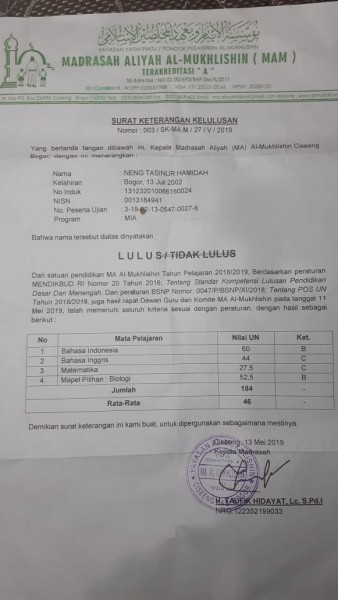 YAYASAN YATIM PIATU / PONDOK PESANTREN AL-MUKHLISHIN
MADRASAH ALIYAH AL-MUKHLISHIN ( MAM )
TERAKREDITASI " A "
SURAT KETERANGAN KELULUSAN
Nomor : 003 / SK-MA.M / 27 / V / 2019
Yang bertanda tangan dibawah ini, Kepala Madrasah Aliyah (MA) Al-Mukhlishin Ciseeng
Bogor, dengan ini menerangkan :
Nama : NENG TASINUR HAMIDAH
Kelahiran : Bogor, 13 Juli 2002
No Induk : 131232010066160024
NISN : 0013184941
No. Peserta Ujian : 3-19-02-13-0547-0027-6
Program : MIA
Bahwa nama tersebut diatas dinyatakan :
L U L U S / TIDAK LULUS
Dari satuan pendidikan MA Al-Mukhlishin Tahun Pelajaran 2018/2019, Berdasarkan peraturan
MENDIKBUD RI Nomor 20 Tahun 2016; Tentang Standar Kompetensi Lulusan Pendidikan
Dasar Dan Menengah. Dan peraturan BSNP Nomor: 0047/P/BSNP/XI/2018; Tentang POS UN
Tahun 2018/2019, juga hasil rapat Dewan Guru dan Komite MA Al-Mukhlishin pada tanggal 11
Mei 2019, telah memenuhi seluruh kriteria sesuai dengan peraturan, dengan hasil sebagai
berikut :
No Mata Pelajaran Nilai UN Ket.
1 Bahasa Indonesia 60 B
2 Bahasa Inggris 44 C
3 Matematika 27,5 C
4 Mapel Pilihan : Biologi 52,5 B
Jumlah 184
Rata-Rata 46
Demikian surat keterangan ini kami buat, untuk dipergunakan sebagaimana mestinya.
Ciseeng, 13 Mei 2019
Kepala Madrasah
H. TAUFIK HIDAYAT, Lc, S.Pd.I
NRG.122352199033